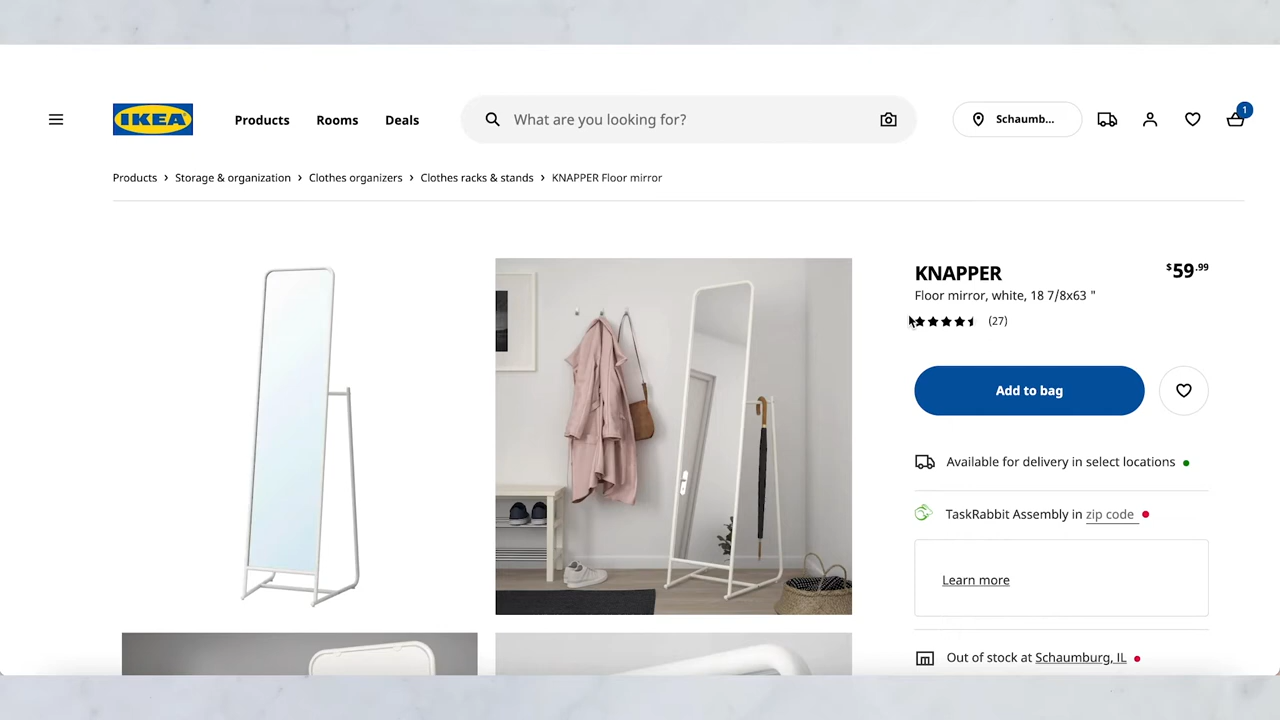 IKEA
Products Rooms Deals
What are you looking for?
Schaumb...
1
Products › Storage & organization › Clothes organizers › Clothes racks & stands › KNAPPER Floor mirror
KNAPPER
$59.99
Floor mirror, white, 18 7/8x63 "
(27)
Add to bag
Available for delivery in select locations
TaskRabbit Assembly in zip code
Learn more
Out of stock at Schaumburg, IL